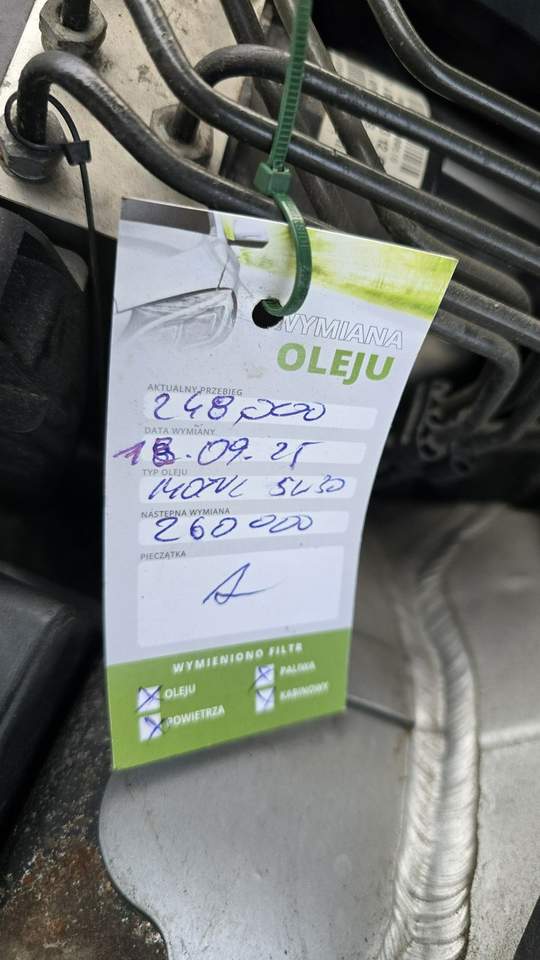 WYMIANA
OLEJU
AKTUALNY PRZEBIEG
248,000
DATA WYMIANY
18.09.25
TYP OLEJU
MOTUL 5W30
NASTĘPNA WYMIANA
260 000
PIECZĄTKA
WYMIENIONO FILTR
OLEJU
PALIWA
POWIETRZA
KABINOWY